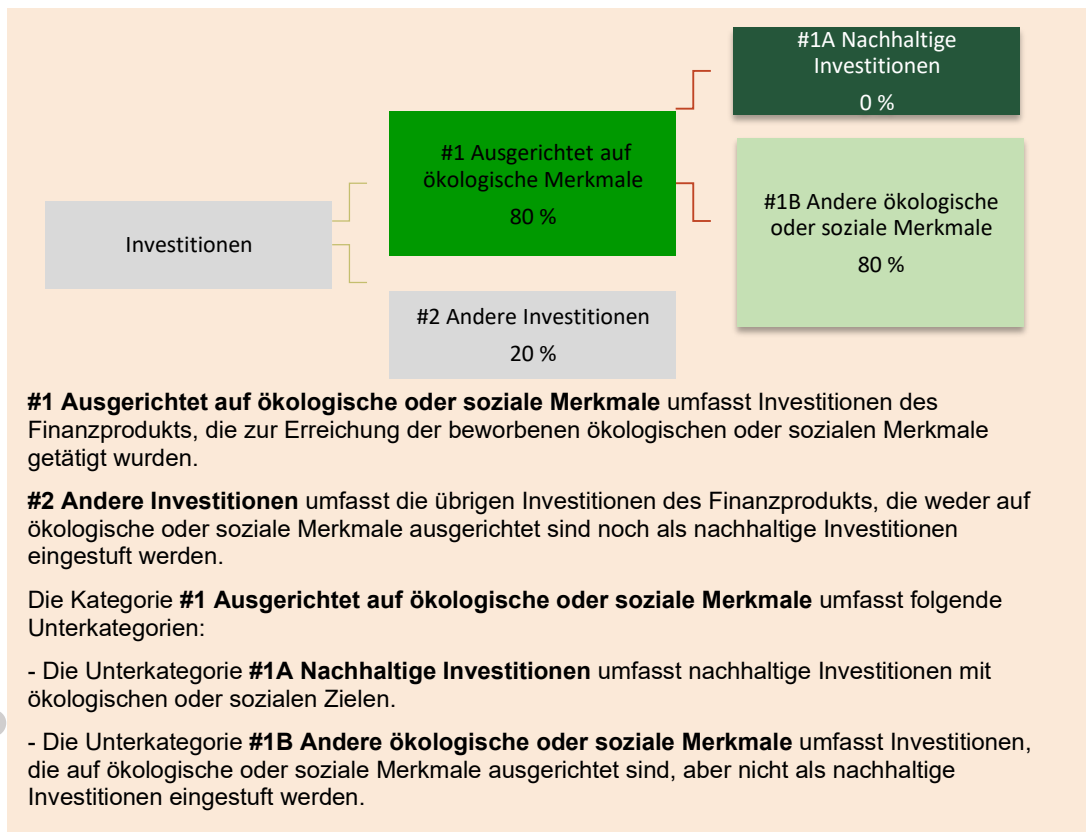 #1A Nachhaltige
Investitionen
0 %
#1 Ausgerichtet auf
ökologische Merkmale
80 %
#1B Andere ökologische
oder soziale Merkmale
80 %
Investitionen
#2 Andere Investitionen
20 %
#1 Ausgerichtet auf ökologische oder soziale Merkmale umfasst Investitionen des
Finanzprodukts, die zur Erreichung der beworbenen ökologischen oder sozialen Merkmale
getätigt wurden.
#2 Andere Investitionen umfasst die übrigen Investitionen des Finanzprodukts, die weder auf
ökologische oder soziale Merkmale ausgerichtet sind noch als nachhaltige Investitionen
eingestuft werden.
Die Kategorie #1 Ausgerichtet auf ökologische oder soziale Merkmale umfasst folgende
Unterkategorien:
- Die Unterkategorie #1A Nachhaltige Investitionen umfasst nachhaltige Investitionen mit
ökologischen oder sozialen Zielen.
- Die Unterkategorie #1B Andere ökologische oder soziale Merkmale umfasst Investitionen,
die auf ökologische oder soziale Merkmale ausgerichtet sind, aber nicht als nachhaltige
Investitionen eingestuft werden.